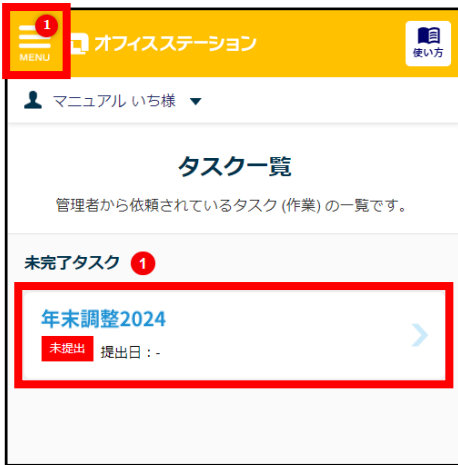 1
MENU
オフィスステーション
使い方
マニュアル いち様 ▼
タスク一覧
管理者から依頼されているタスク (作業) の一覧です。
未完了タスク 1
年末調整2024
未提出 提出日：-